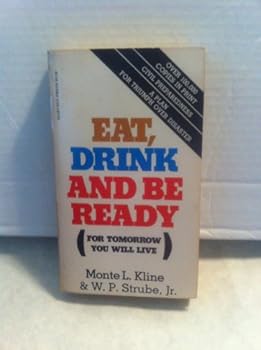 OVER 100,000
COPIES IN PRINT
CIVIL PREPAREDNESS
A PLAN
FOR TRIUMPH OVER DISASTER
EAT,
DRINK
AND BE
READY
(FOR TOMORROW
YOU WILL LIVE)
Monte L. Kline
& W. P. Strube, Jr.